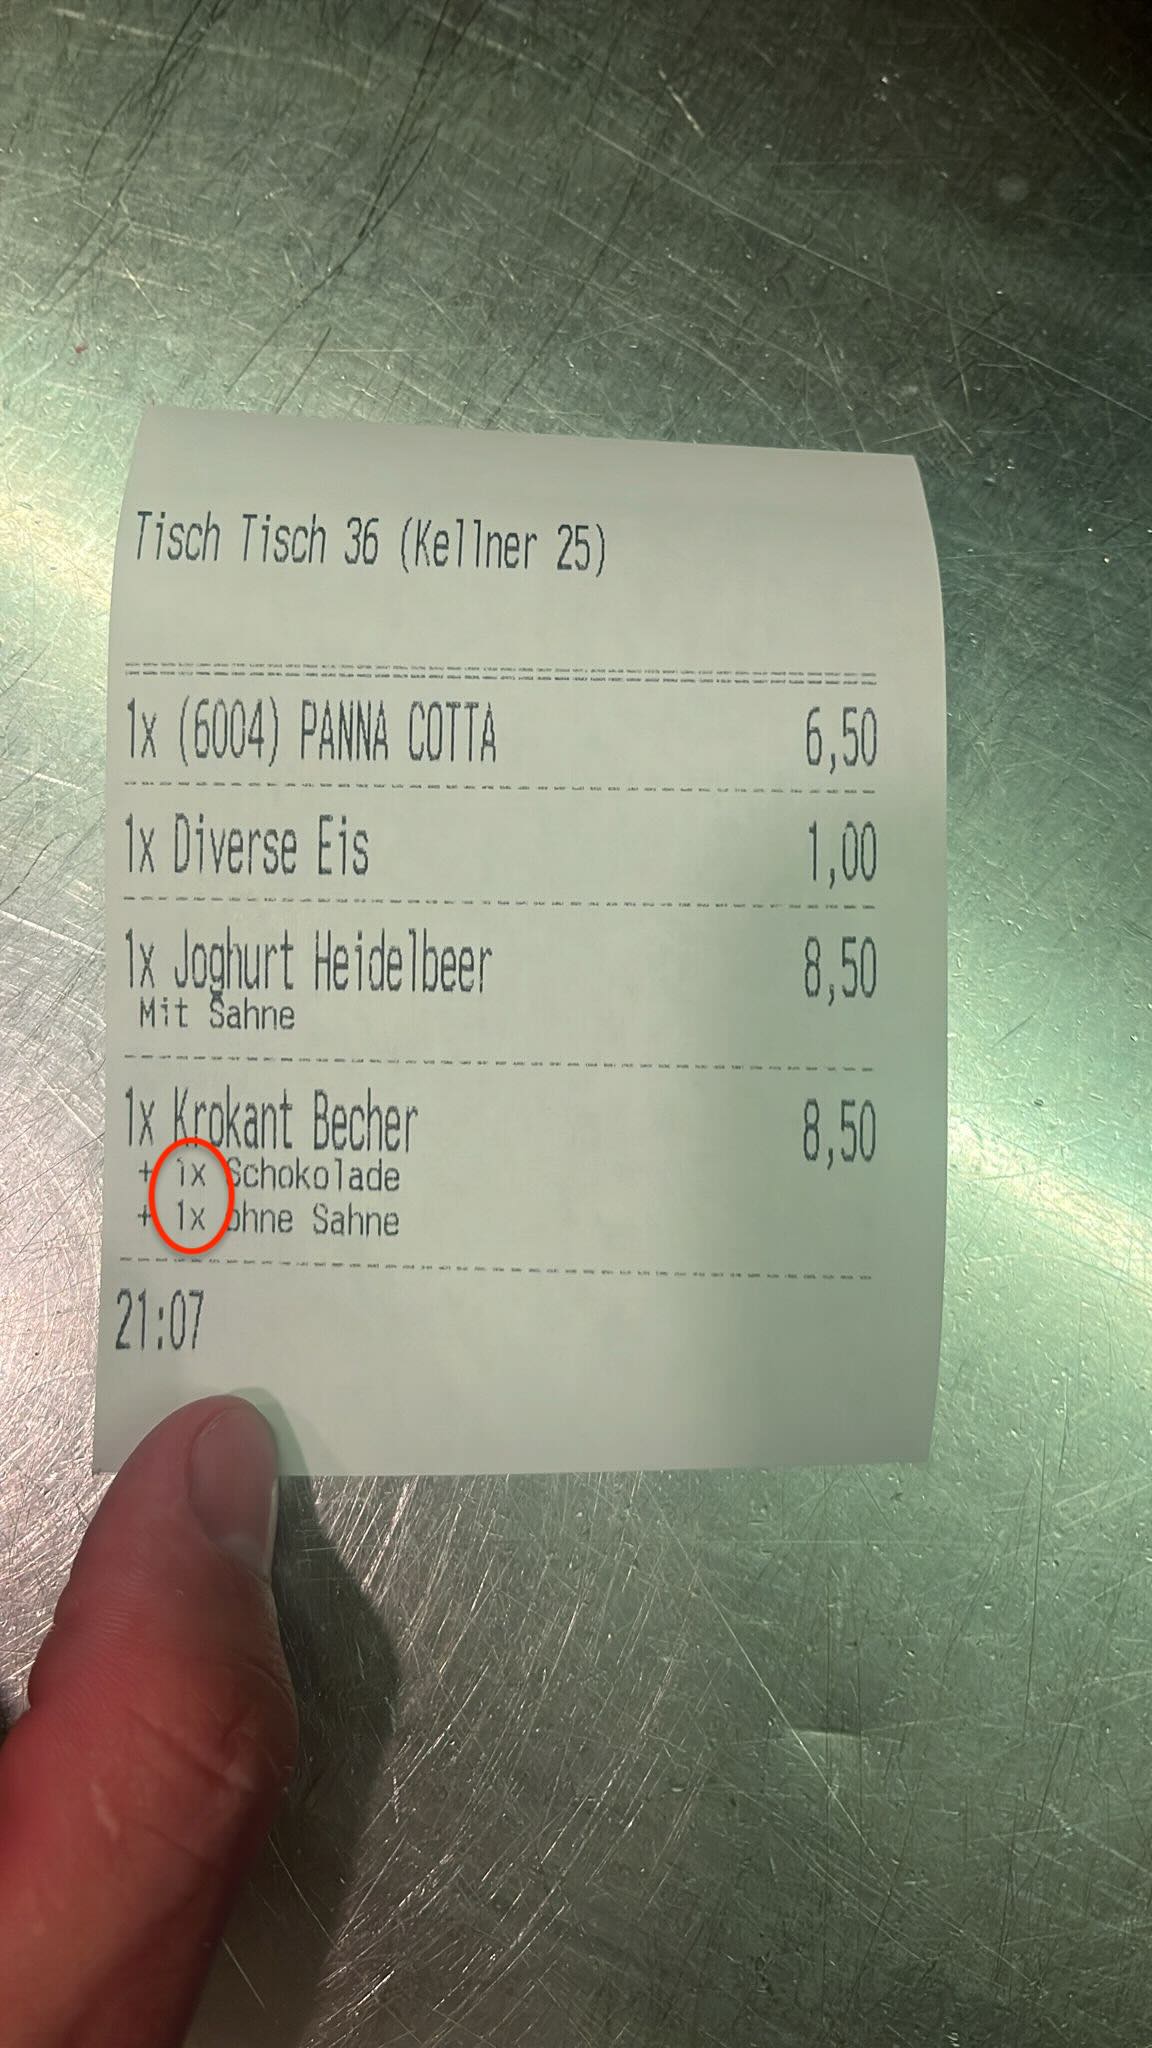 Tisch Tisch 36 (Kellner 25)
1x (6004) PANNA COTTA 6,50
1x Diverse Eis 1,00
1x Joghurt Heidelbeer 8,50
Mit Sahne
1x Krokant Becher 8,50
+ 1x Schokolade
+ 1x ohne Sahne
21:07